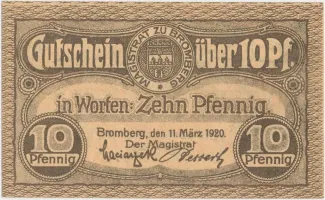 Gutschein über 10 Pf.
MAGISTRAT ZU BROMBERG
in Worten: Zehn Pfennig
Bromberg, den 11. März 1920.
Der Magistrat
10 Pfennig
10 Pfennig